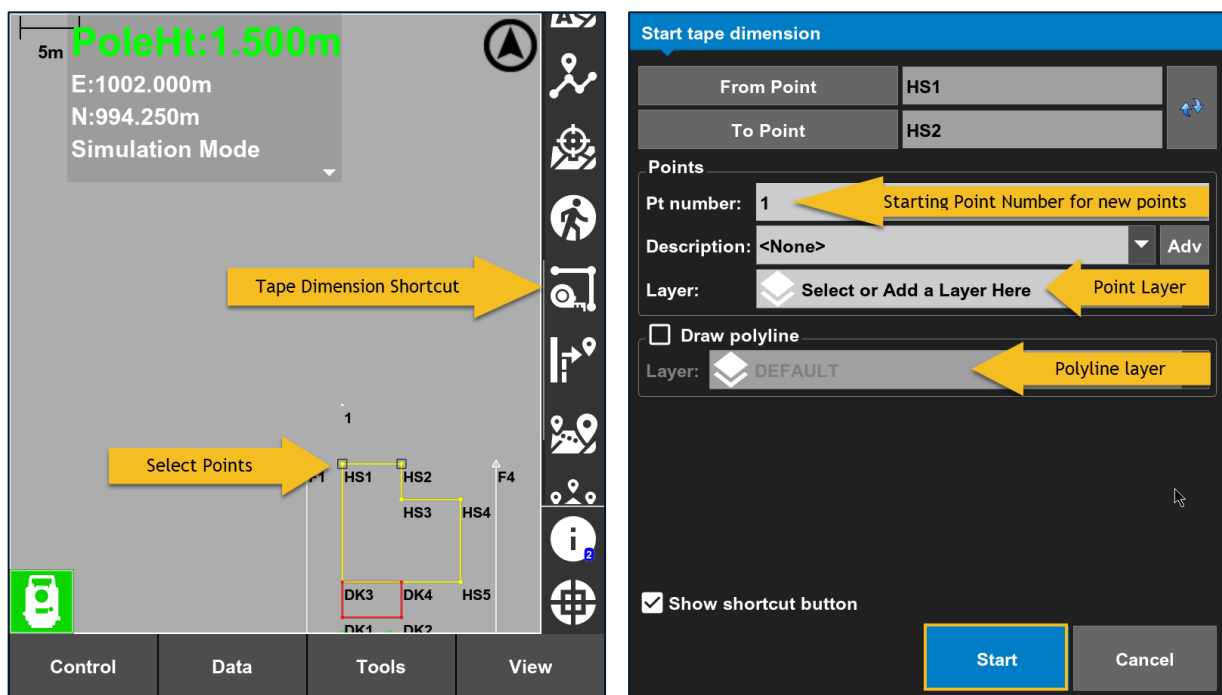 5m
PoleHt:1.500m
E:1002.000m
N:994.250m
Simulation Mode
Tape Dimension Shortcut
1
Select Points
F1
HS1
HS2
F4
HS3
HS4
2
DK3
DK4
HS5
DK1
DK2
Control
Data
Tools
View
Start tape dimension
From Point
HS1
To Point
HS2
Points
Pt number:
1
Starting Point Number for new points
Description:
<None>
Adv
Layer:
Select or Add a Layer Here
Point Layer
Draw polyline
Layer:
DEFAULT
Polyline layer
Show shortcut button
Start
Cancel